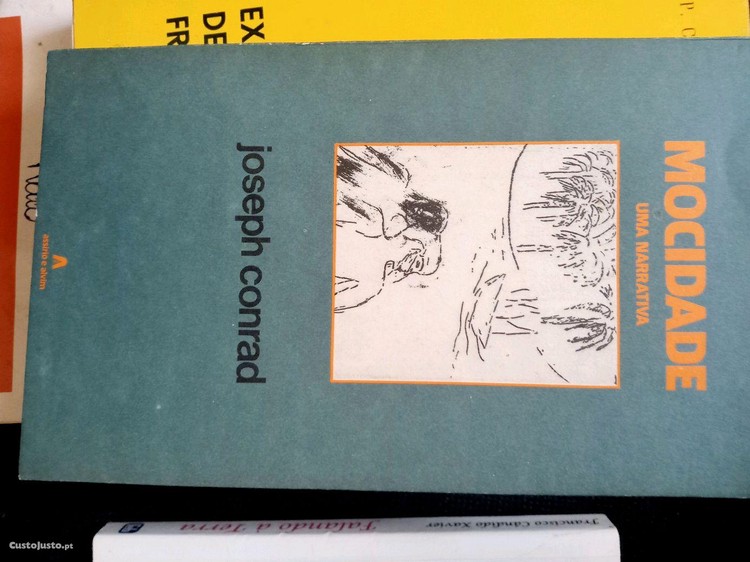 MOCIDADE
UMA NARRATIVA
joseph conrad
assírio e alvim
EX
DE
FR
P. C
Francisco Cândido Xavier
Falando à Terra
CustoJusto.pt